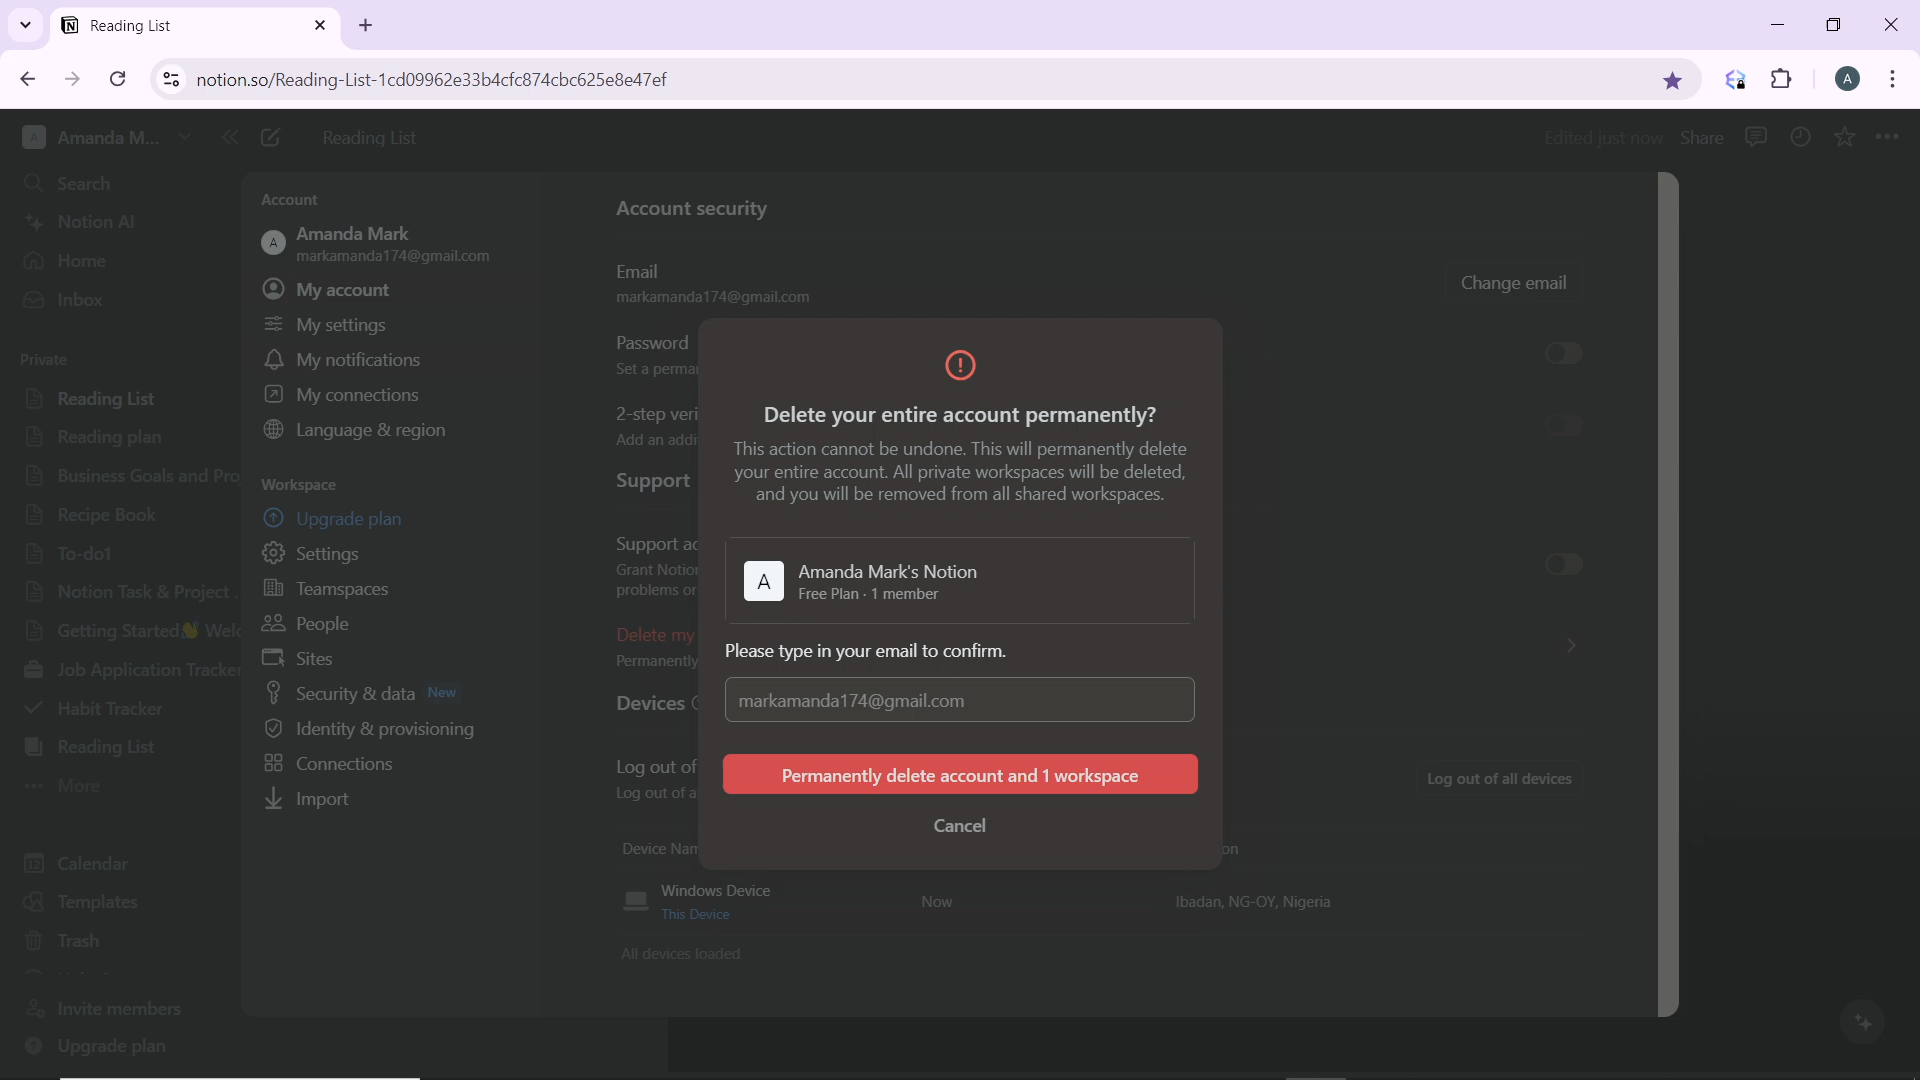 Reading List
notion.so/Reading-List-1cd09962e33b4cfc874cbc625e8e47ef
A
A Amanda M...
Reading List
Edited just now Share
Search
Notion AI
Home
Inbox
Private
Reading List
Reading plan
Business Goals and Pro
Recipe Book
To-do1
Notion Task & Project ..
Getting Started👋 Welc
Job Application Tracker
Habit Tracker
Reading List
More
12 Calendar
Templates
Trash
Invite members
Upgrade plan
Account
A Amanda Mark
markamanda174@gmail.com
My account
My settings
My notifications
My connections
Language & region
Workspace
Upgrade plan
Settings
Teamspaces
People
Sites
Security & data New
Identity & provisioning
Connections
Import
Account security
Email
markamanda174@gmail.com
Change email
Password
Set a perma
2-step veri
Add an addi
Support
Support ac
Grant Notion
problems or
Delete my
Permanently
Devices
Log out of
Log out of a
Log out of all devices
Device Nam
on
Windows Device
This Device
Now
Ibadan, NG-OY, Nigeria
All devices loaded
Delete your entire account permanently?
This action cannot be undone. This will permanently delete
your entire account. All private workspaces will be deleted,
and you will be removed from all shared workspaces.
A
Amanda Mark's Notion
Free Plan · 1 member
Please type in your email to confirm.
markamanda174@gmail.com
Permanently delete account and 1 workspace
Cancel